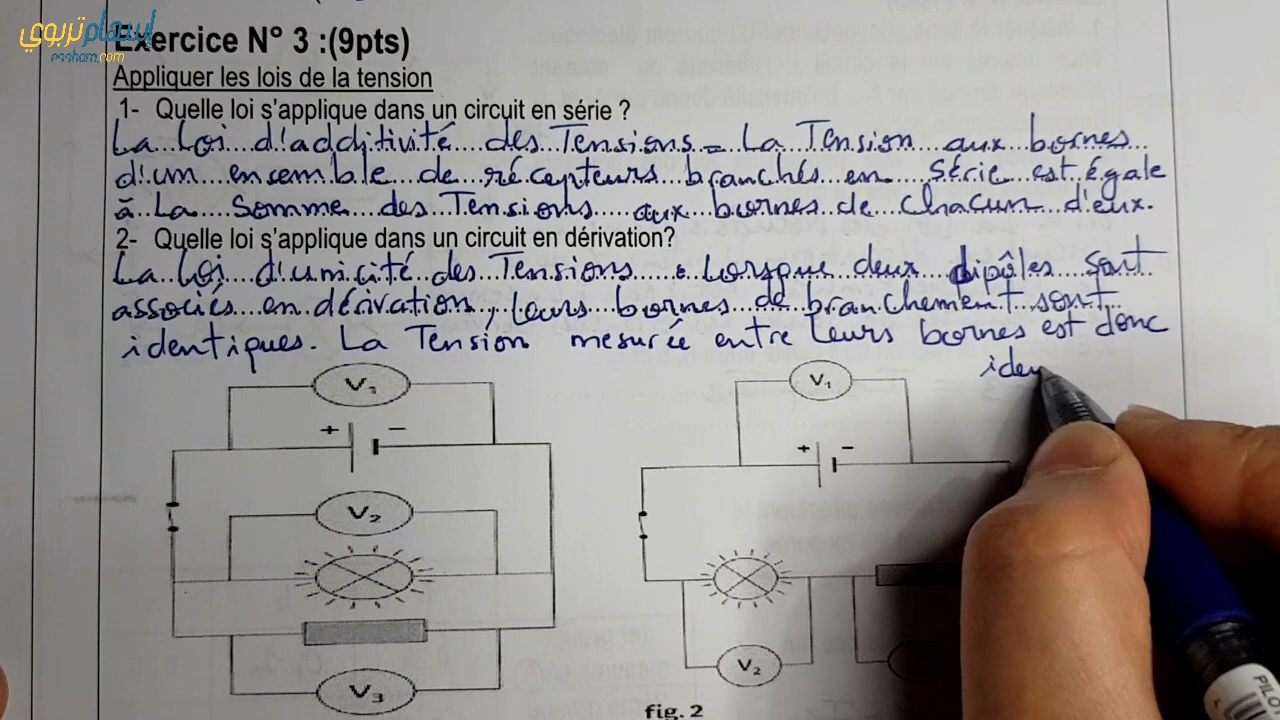 إسهام تربوي
essham.com
Exercice N° 3 :(9pts)
Appliquer les lois de la tension
1- Quelle loi s'applique dans un circuit en série ?
La Loi d'additivité des Tensions = La Tension aux bornes
d'un ensemble de récepteurs branchés en Série est égale
à La Somme des Tensions aux bornes de Chacun d'eux.
2- Quelle loi s'applique dans un circuit en dérivation?
La Loi d'unicité des Tensions : Lorsque deux dipôles sont
associés en dérivation, leurs bornes de branchement sont
identiques. La Tension mesurée entre leurs bornes est donc
iden
V1
+ −
V2
V3
V1
+ −
V2
fig. 2
PILOT